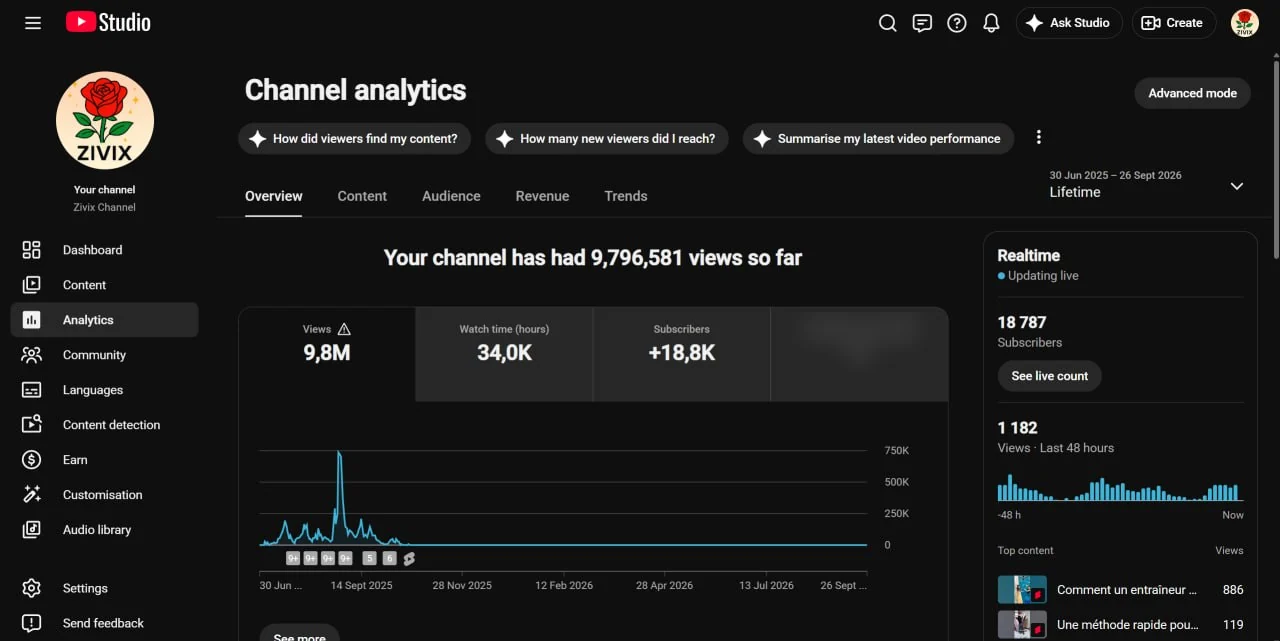 Studio
Ask Studio
Create
ZIVIX
Channel analytics
Advanced mode
How did viewers find my content?
How many new viewers did I reach?
Summarise my latest video performance
ZIVIX
Your channel
Zivix Channel
Overview
Content
Audience
Revenue
Trends
30 Jun 2025 – 26 Sept 2026
Lifetime
Dashboard
Content
Analytics
Community
Languages
Content detection
Earn
Customisation
Audio library
Settings
Send feedback
Your channel has had 9,796,581 views so far
Views
9,8M
Watch time (hours)
34,0K
Subscribers
+18,8K
750K
500K
250K
0
9+ 9+ 9+ 9+ 5 6
30 Jun ...
14 Sept 2025
28 Nov 2025
12 Feb 2026
28 Apr 2026
13 Jul 2026
26 Sept ...
See more
Realtime
Updating live
18 787
Subscribers
See live count
1 182
Views · Last 48 hours
-48 h
Now
Top content
Views
Comment un entraîneur ...
886
Une méthode rapide pou...
119